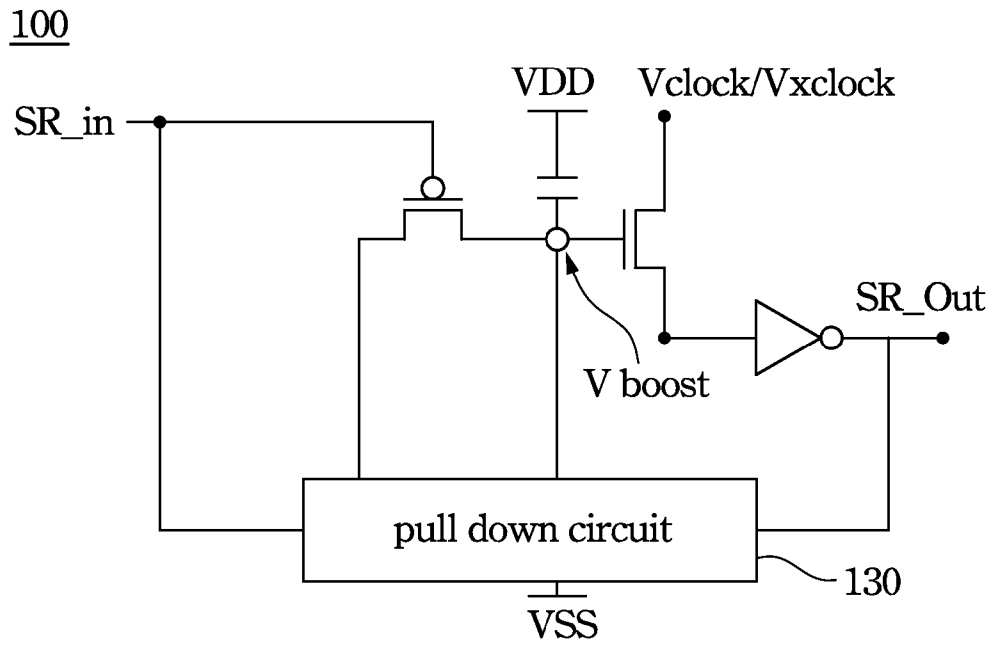 100
VDD
Vclock/Vxclock
SR_in
SR_Out
V boost
pull down circuit
130
VSS